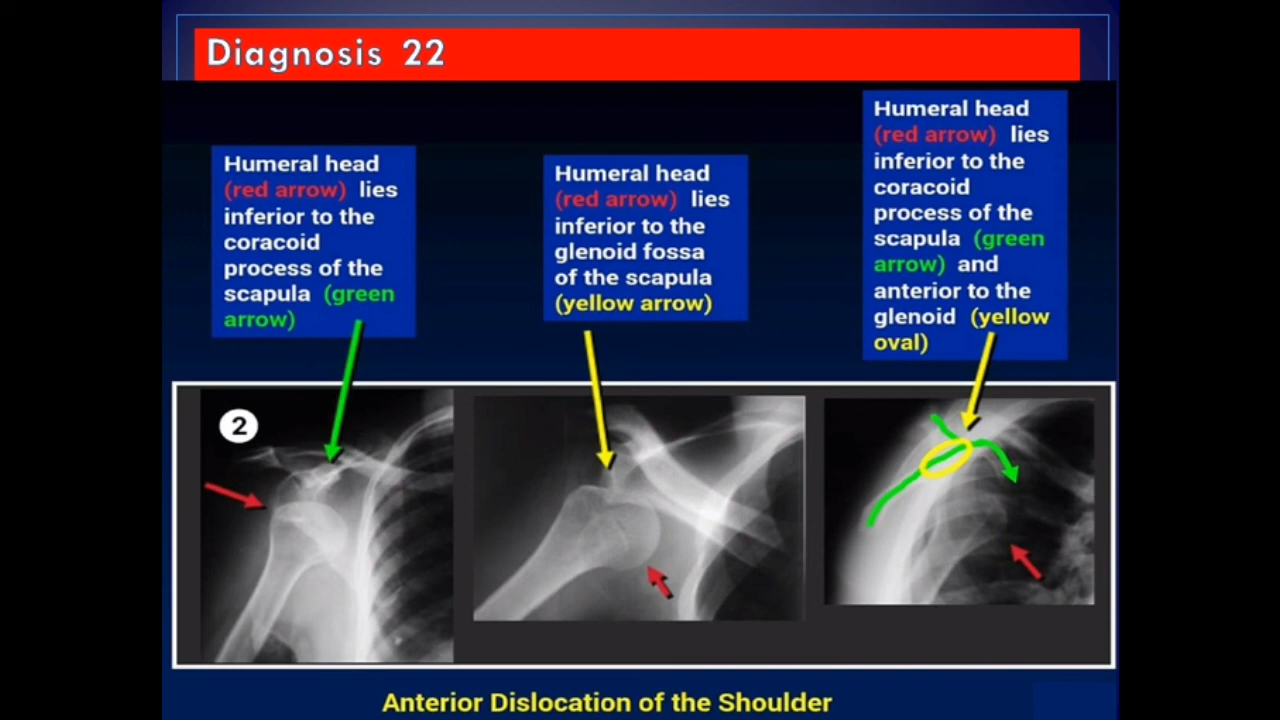 Diagnosis 22
Humeral head
(red arrow) lies
inferior to the
coracoid
process of the
scapula (green
arrow)
Humeral head
(red arrow) lies
inferior to the
glenoid fossa
of the scapula
(yellow arrow)
Humeral head
(red arrow) lies
inferior to the
coracoid
process of the
scapula (green
arrow) and
anterior to the
glenoid (yellow
oval)
2
Anterior Dislocation of the Shoulder